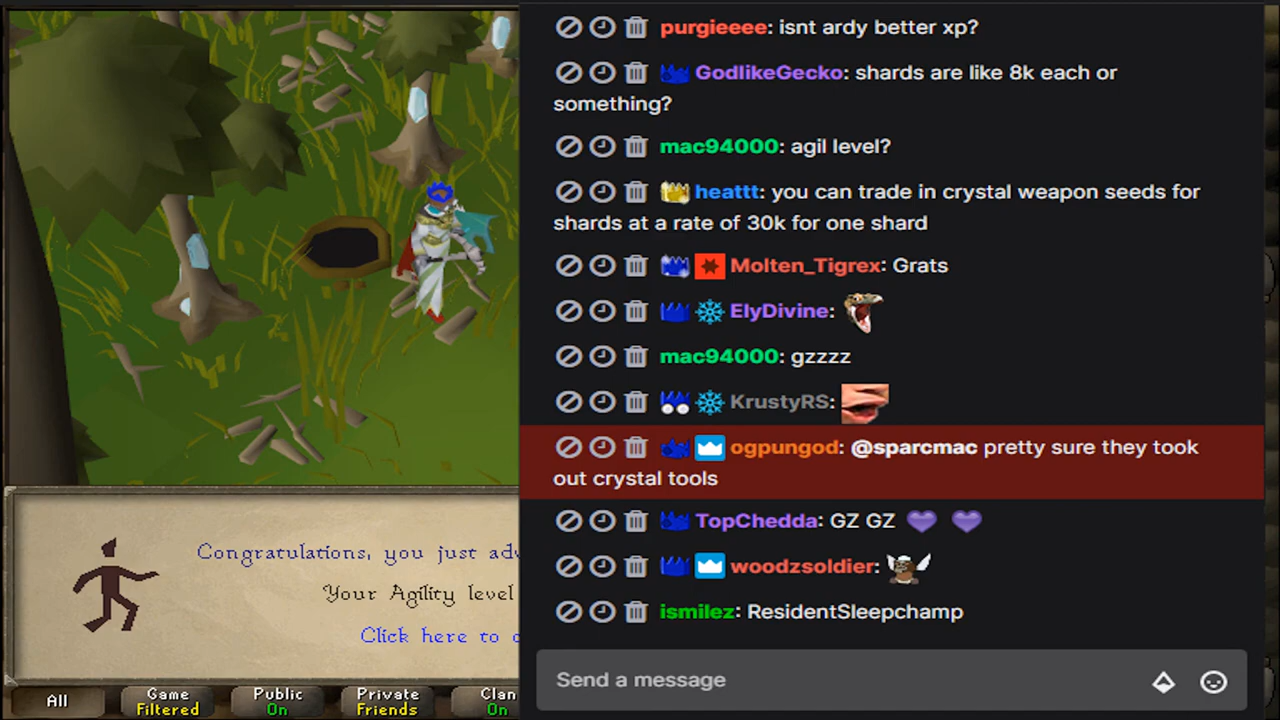 purgieeee: isnt ardy better xp?
GodlikeGecko: shards are like 8k each or
something?
mac94000: agil level?
heattt: you can trade in crystal weapon seeds for
shards at a rate of 30k for one shard
Molten_Tigrex: Grats
ElyDivine:
mac94000: gzzzz
KrustyRS:
ogpungod: @sparcmac pretty sure they took
out crystal tools
TopChedda: GZ GZ
woodzsoldier:
ismilez: ResidentSleepchamp
Send a message
Congratulations, you just adv
Your Agility level
Click here to c
All
Game
Filtered
Public
On
Private
Friends
Clan
On